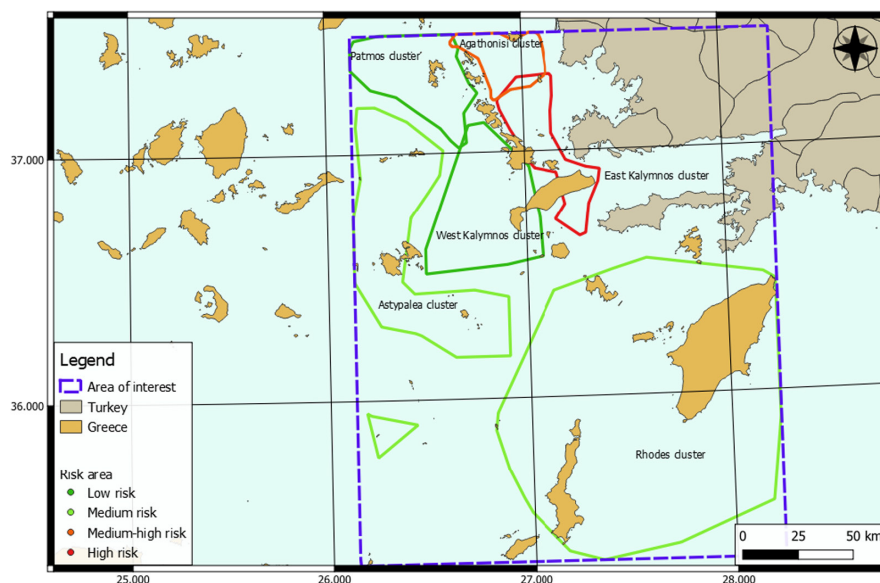 Patmos cluster
Agathonisi cluster
37.000
East Kalymnos cluster
West Kalymnos cluster
Astypalea cluster
Legend
Area of interest
Turkey
Greece
36.000
Rhodes cluster
Risk area
Low risk
Medium risk
Medium-high risk
High risk
0 25 50 km
25.000 26.000 27.000 28.000